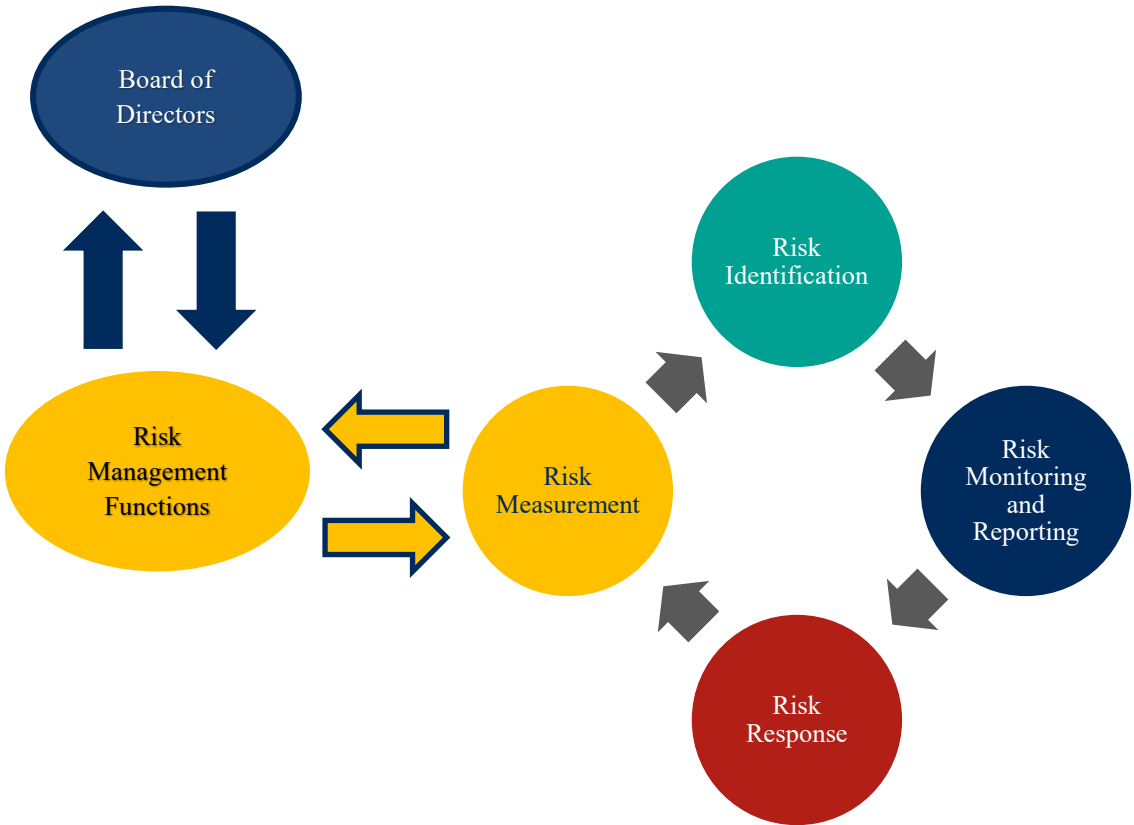 Board of
Directors
Risk
Identification
Risk
Management
Functions
Risk
Measurement
Risk
Monitoring
and
Reporting
Risk
Response